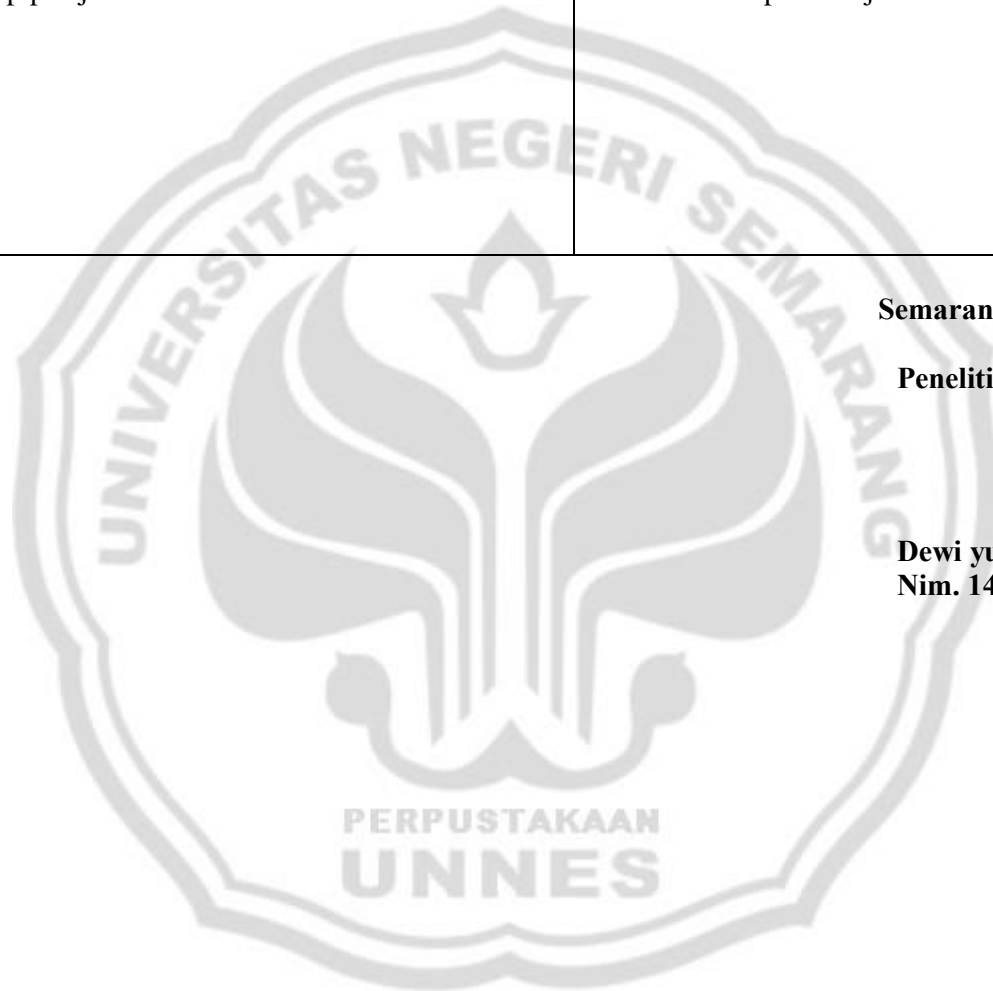 UNIVERSITAS NEGERI SEMARANG
Semaran
Peneliti
Dewi yu
Nim. 14
PERPUSTAKAAN
UNNES